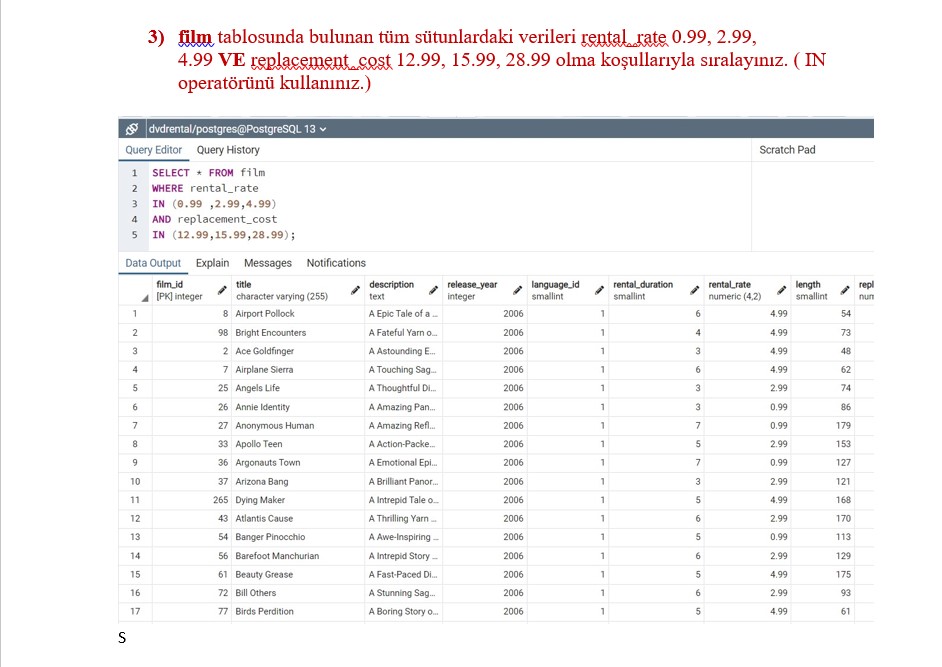 3) film tablosunda bulunan tüm sütunlardaki verileri rental_rate 0.99, 2.99,
4.99 VE replacement_cost 12.99, 15.99, 28.99 olma koşullarıyla sıralayınız. ( IN
operatörünü kullanınız.)
dvdrental/postgres@PostgreSQL 13
Query Editor Query History Scratch Pad
1 SELECT * FROM film
2 WHERE rental_rate
3 IN (0.99 ,2.99,4.99)
4 AND replacement_cost
5 IN (12.99,15.99,28.99);
Data Output Explain Messages Notifications
film_id title description release_year language_id rental_duration rental_rate length repl
[PK] integer character varying (255) text integer smallint smallint numeric (4,2) smallint num
1 8 Airport Pollock A Epic Tale of a ... 2006 1 6 4.99 54
2 98 Bright Encounters A Fateful Yarn o... 2006 1 4 4.99 73
3 2 Ace Goldfinger A Astounding E... 2006 1 3 4.99 48
4 7 Airplane Sierra A Touching Sag... 2006 1 6 4.99 62
5 25 Angels Life A Thoughtful Di... 2006 1 3 2.99 74
6 26 Annie Identity A Amazing Pan... 2006 1 3 0.99 86
7 27 Anonymous Human A Amazing Refl... 2006 1 7 0.99 179
8 33 Apollo Teen A Action-Packe... 2006 1 5 2.99 153
9 36 Argonauts Town A Emotional Epi... 2006 1 7 0.99 127
10 37 Arizona Bang A Brilliant Panor... 2006 1 3 2.99 121
11 265 Dying Maker A Intrepid Tale o... 2006 1 5 4.99 168
12 43 Atlantis Cause A Thrilling Yarn ... 2006 1 6 2.99 170
13 54 Banger Pinocchio A Awe-Inspiring ... 2006 1 5 0.99 113
14 56 Barefoot Manchurian A Intrepid Story ... 2006 1 6 2.99 129
15 61 Beauty Grease A Fast-Paced Di... 2006 1 5 4.99 175
16 72 Bill Others A Stunning Sag... 2006 1 6 2.99 93
17 77 Birds Perdition A Boring Story o... 2006 1 5 4.99 61
S